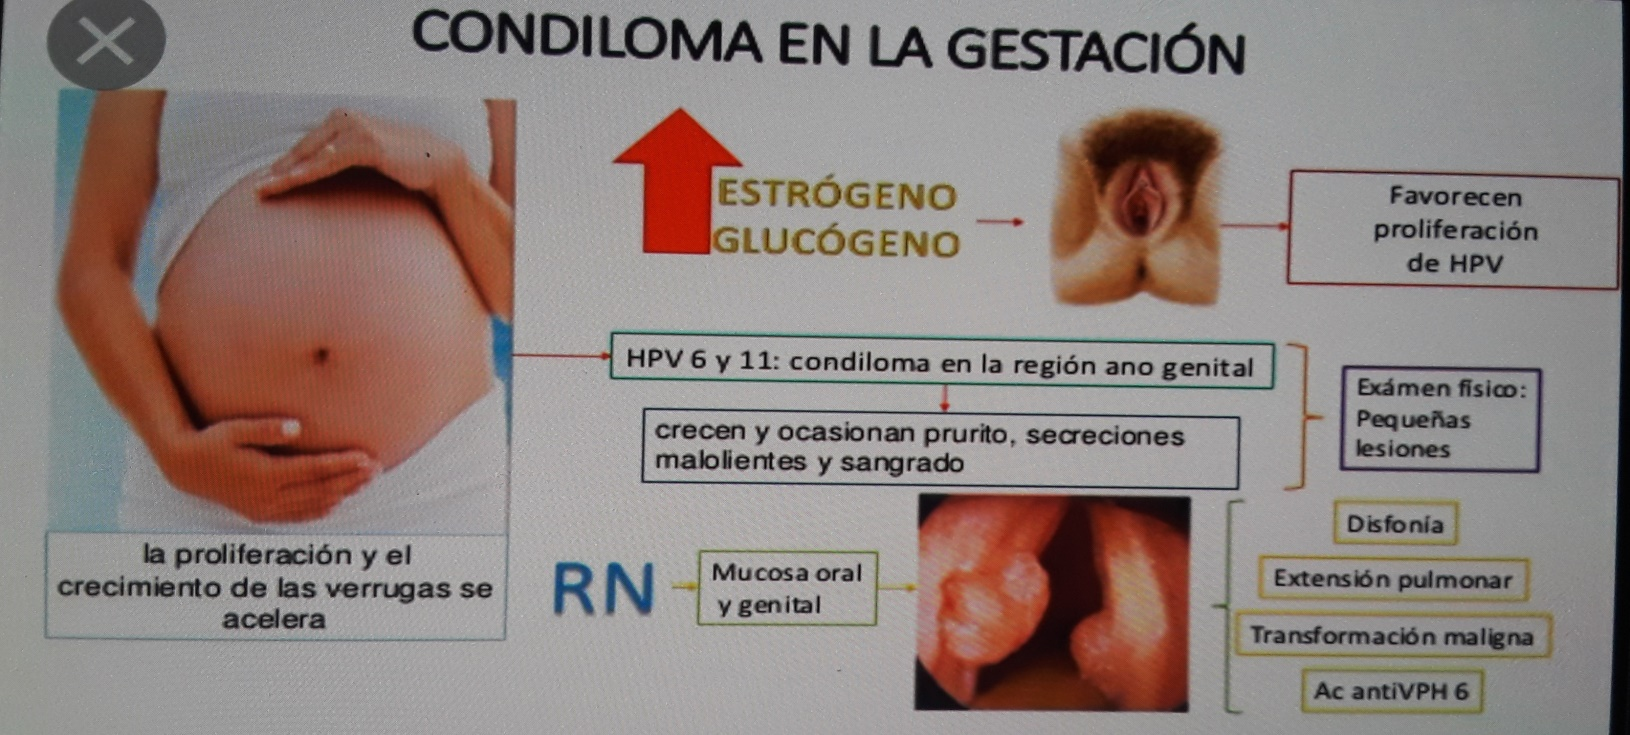 CONDILOMA EN LA GESTACIÓN
ESTRÓGENO
GLUCÓGENO
Favorecen
proliferación
de HPV
HPV 6 y 11: condiloma en la región ano genital
crecen y ocasionan prurito, secreciones
malolientes y sangrado
Exámen físico:
Pequeñas
lesiones
la proliferación y el
crecimiento de las verrugas se
acelera
RN
Mucosa oral
y genital
Disfonía
Extensión pulmonar
Transformación maligna
Ac antiVPH 6